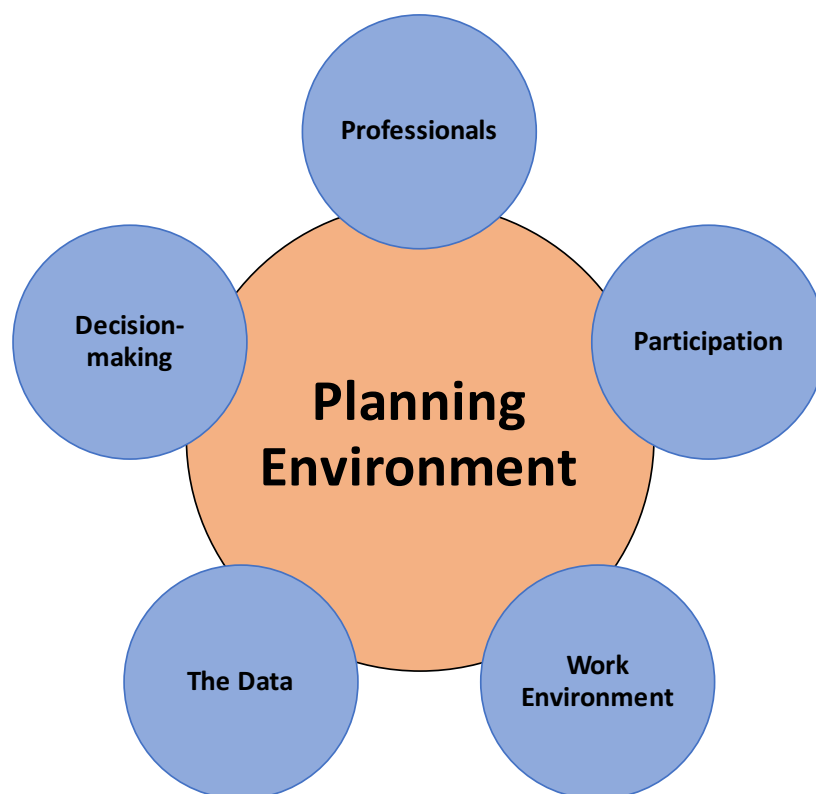 Professionals
Decision-
making
Participation
Planning
Environment
The Data
Work
Environment